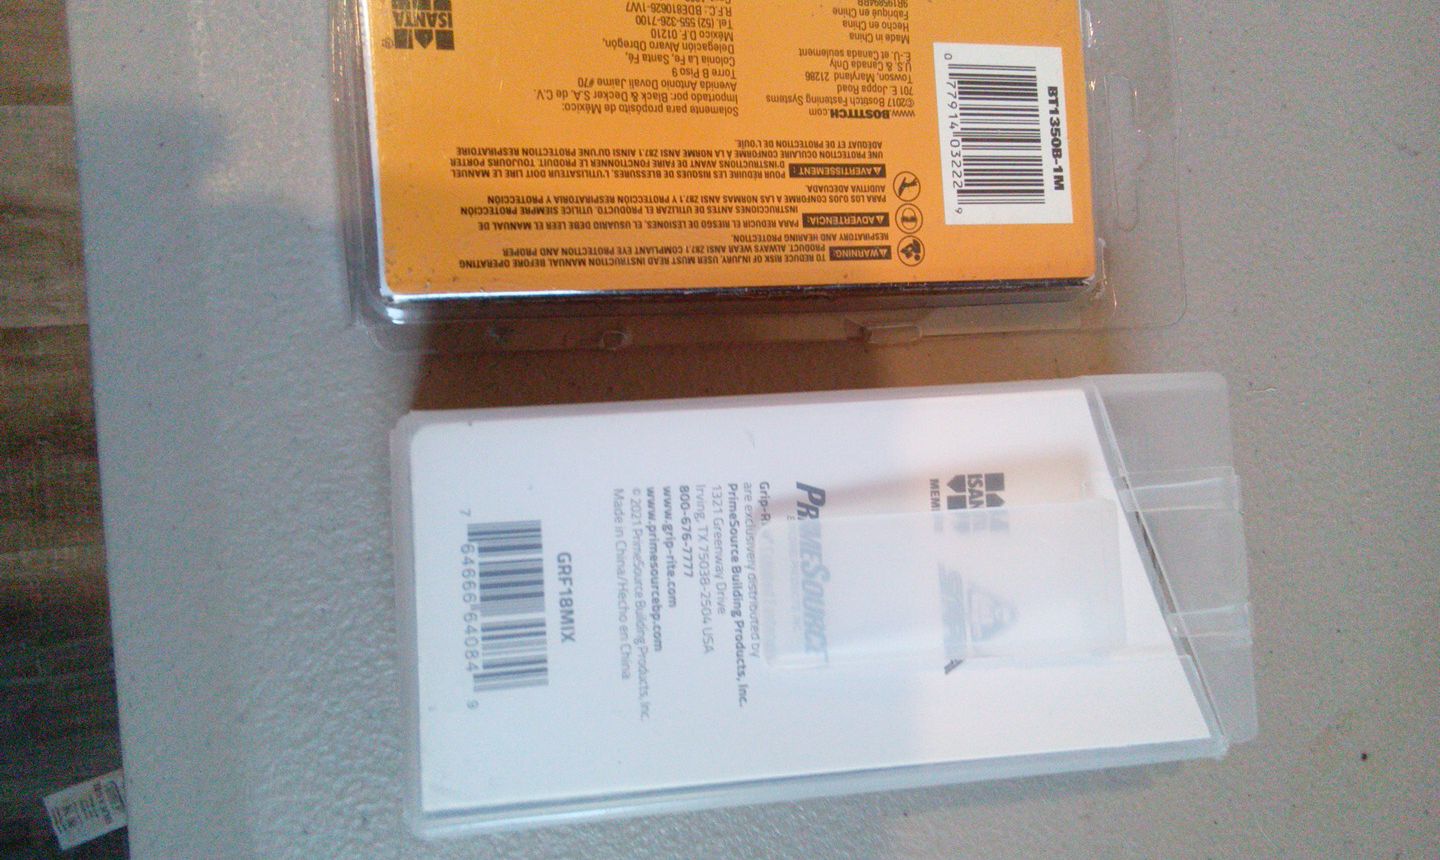 WARNING:
TO REDUCE RISK OF INJURY, USER MUST READ INSTRUCTION MANUAL BEFORE OPERATING
PRODUCT. ALWAYS WEAR ANSI Z87.1 COMPLIANT EYE PROTECTION AND PROPER
RESPIRATORY AND HEARING PROTECTION.
ADVERTENCIA:
PARA REDUCIR EL RIESGO DE LESIONES, EL USUARIO DEBE LEER EL MANUAL DE
INSTRUCCIONES ANTES DE UTILIZAR EL PRODUCTO. UTILICE SIEMPRE PROTECCIÓN
PARA LOS OJOS CONFORME A LAS NORMAS ANSI Z87.1 Y PROTECCIÓN RESPIRATORIA Y PROTECCIÓN
AUDITIVA ADECUADA.
AVERTISSEMENT :
POUR RÉDUIRE LES RISQUES DE BLESSURES, L'UTILISATEUR DOIT LIRE LE MANUEL
D'INSTRUCTIONS AVANT DE FAIRE FONCTIONNER LE PRODUIT. TOUJOURS PORTER
UNE PROTECTION OCULAIRE CONFORME À LA NORME ANSI Z87.1 AINSI QU'UNE PROTECTION RESPIRATOIRE
ADÉQUAT ET DE PROTECTION DE L'OUÏE.
www.BOSTITCH.com
©2017 Bostitch Fastening Systems
701 E. Joppa Road
Towson, Maryland 21286
U.S. & Canada Only
E.-U. et Canada seulement
Made in China
Hecho en China
Fabriqué en Chine
Solamente para propósito de México:
Importado por: Black & Decker S.A. de C.V.
Avenida Antonio Dovali Jaime #70
Torre B Piso 9
Colonia La Fe, Santa Fé,
Delegación Alvaro Obregón,
México D.F. 01210
Tel. (52) 555-326-7100
R.F.C.: BDE810626-1W7
ISANTA
BT1350B-1M
0 77914 03222 9
ISANTA
PRIMESOURCE
Grip-Rite
are exclusively distributed by
PrimeSource Building Products, Inc.
1321 Greenway Drive
Irving, TX 75038-2504 USA
800-676-7777
www.grip-rite.com
www.primesourcebp.com
© 2021 PrimeSource Building Products, Inc.
Made in China/Hecho en China
GRF18MIX
7 64666 64084 9